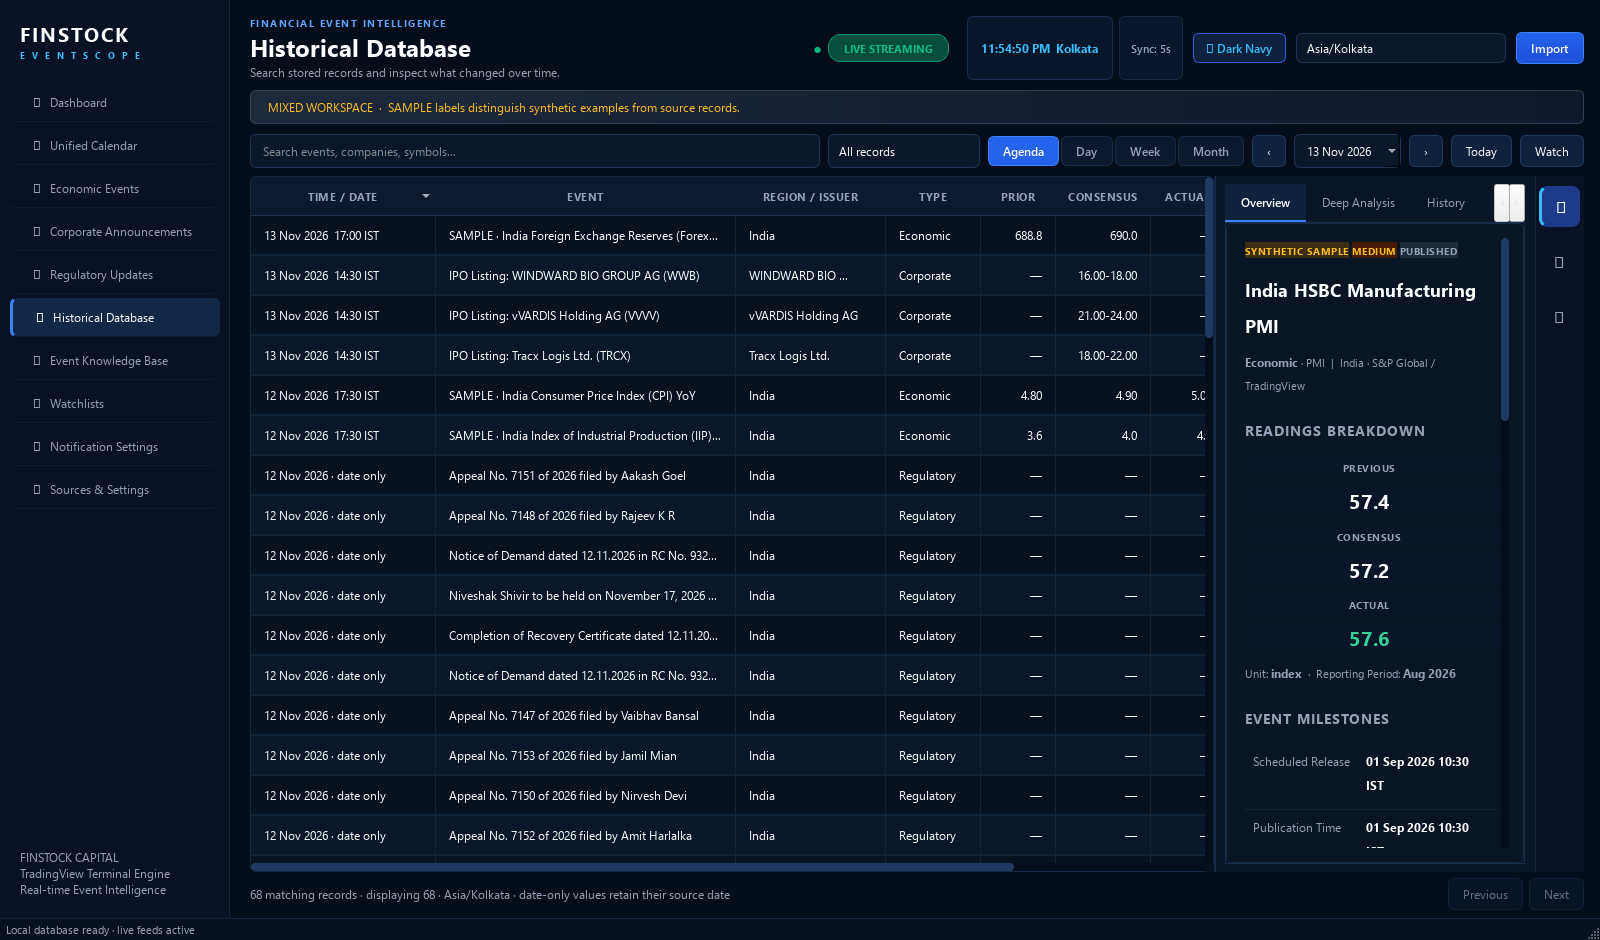 FINSTOCK
EVENTSCOPE
Dashboard
Unified Calendar
Economic Events
Corporate Announcements
Regulatory Updates
Historical Database
Event Knowledge Base
Watchlists
Notification Settings
Sources & Settings
FINSTOCK CAPITAL
TradingView Terminal Engine
Real-time Event Intelligence
FINANCIAL EVENT INTELLIGENCE
Historical Database
Search stored records and inspect what changed over time.
● LIVE STREAMING
11:54:50 PM Kolkata
Sync: 5s
Dark Navy
Asia/Kolkata
Import
MIXED WORKSPACE · SAMPLE labels distinguish synthetic examples from source records.
Search events, companies, symbols...
All records
Agenda Day Week Month ‹ 13 Nov 2026 › Today Watch
TIME / DATE EVENT REGION / ISSUER TYPE PRIOR CONSENSUS ACTUA
13 Nov 2026 17:00 IST SAMPLE · India Foreign Exchange Reserves (Forex... India Economic 688.8 690.0 —
13 Nov 2026 14:30 IST IPO Listing: WINDWARD BIO GROUP AG (WWB) WINDWARD BIO ... Corporate — 16.00-18.00 —
13 Nov 2026 14:30 IST IPO Listing: vVARDIS Holding AG (VVVV) vVARDIS Holding AG Corporate — 21.00-24.00 —
13 Nov 2026 14:30 IST IPO Listing: Tracx Logis Ltd. (TRCX) Tracx Logis Ltd. Corporate — 18.00-22.00 —
12 Nov 2026 17:30 IST SAMPLE · India Consumer Price Index (CPI) YoY India Economic 4.80 4.90 5.0
12 Nov 2026 17:30 IST SAMPLE · India Index of Industrial Production (IIP)... India Economic 3.6 4.0 4.
12 Nov 2026 · date only Appeal No. 7151 of 2026 filed by Aakash Goel India Regulatory — — —
12 Nov 2026 · date only Appeal No. 7148 of 2026 filed by Rajeev K R India Regulatory — — —
12 Nov 2026 · date only Notice of Demand dated 12.11.2026 in RC No. 932... India Regulatory — — —
12 Nov 2026 · date only Niveshak Shivir to be held on November 17, 2026 ... India Regulatory — — —
12 Nov 2026 · date only Completion of Recovery Certificate dated 12.11.20... India Regulatory — — —
12 Nov 2026 · date only Notice of Demand dated 12.11.2026 in RC No. 932... India Regulatory — — —
12 Nov 2026 · date only Appeal No. 7147 of 2026 filed by Vaibhav Bansal India Regulatory — — —
12 Nov 2026 · date only Appeal No. 7153 of 2026 filed by Jamil Mian India Regulatory — — —
12 Nov 2026 · date only Appeal No. 7150 of 2026 filed by Nirvesh Devi India Regulatory — — —
12 Nov 2026 · date only Appeal No. 7152 of 2026 filed by Amit Harlalka India Regulatory — — —
68 matching records · displaying 68 · Asia/Kolkata · date-only values retain their source date
Previous Next
Overview Deep Analysis History
SYNTHETIC SAMPLE MEDIUM PUBLISHED
India HSBC Manufacturing
PMI
Economic · PMI | India · S&P Global /
TradingView
READINGS BREAKDOWN
PREVIOUS
57.4
CONSENSUS
57.2
ACTUAL
57.6
Unit: index · Reporting Period: Aug 2026
EVENT MILESTONES
Scheduled Release 01 Sep 2026 10:30
IST
Publication Time 01 Sep 2026 10:30
Local database ready · live feeds active